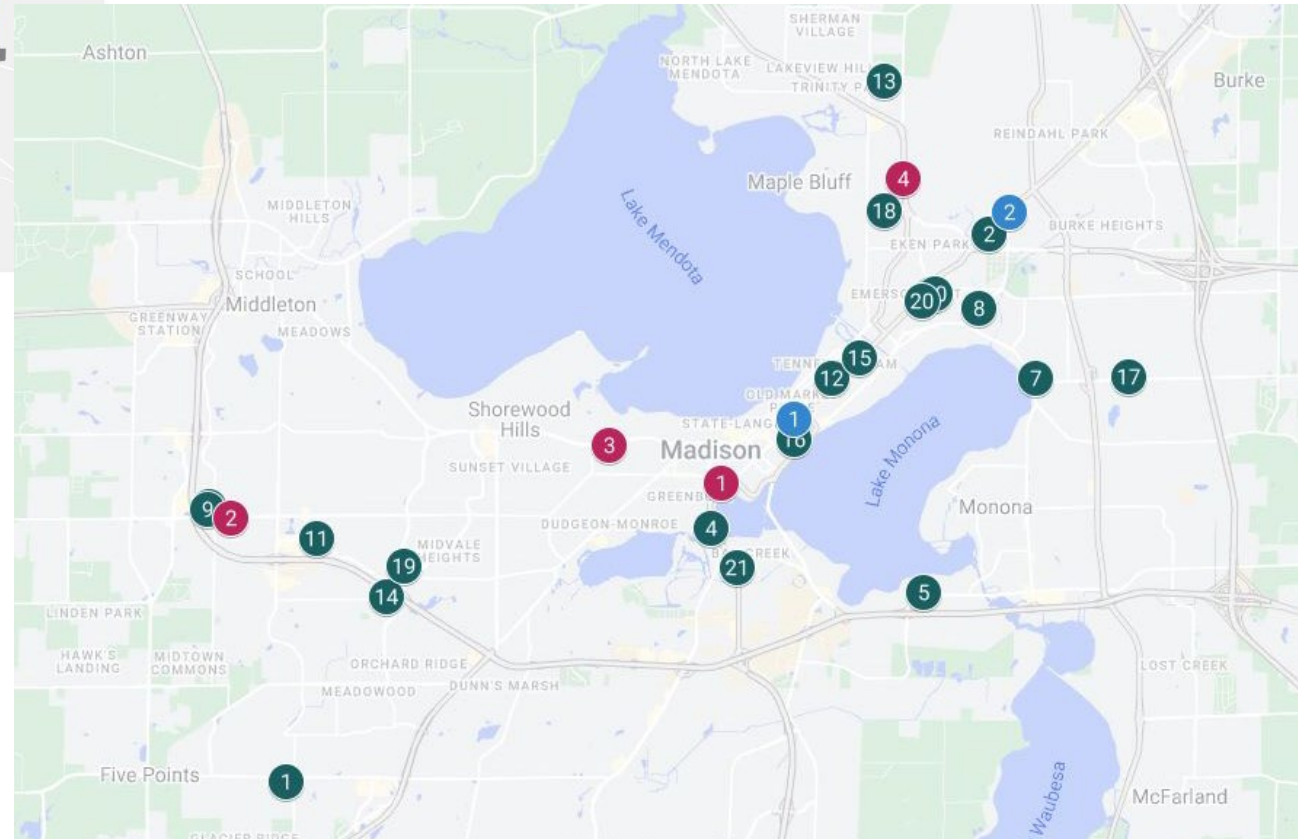 SHERMAN
VILLAGE
Ashton
NORTH LAKE
MENDOTA
LAKEVIEW
TRINITY
13
Burke
REINDAHL PARK
Maple Bluff
4
18
MIDDLETON
HILLS
Lake Mendota
2
2
BURKE HEIGHTS
EKEN PARK
SCHOOL
Middleton
GREENWAY
STATION
MEADOWS
20
8
15
12
7
17
Shorewood
Hills
1
STATE-LANG
3
Madison
SUNSET VILLAGE
16
Lake Monona
1
9
2
Monona
DUDGEON-MONROE
4
11
MIDVALE
HEIGHTS
19
21
14
5
LINDEN PARK
HAWK'S
LANDING
MIDTOWN
COMMONS
ORCHARD RIDGE
LOST CREEK
MEADOWOOD
DUNN'S MARSH
Five Points
1
Waubesa
McFarland
GLACIER RIDGE